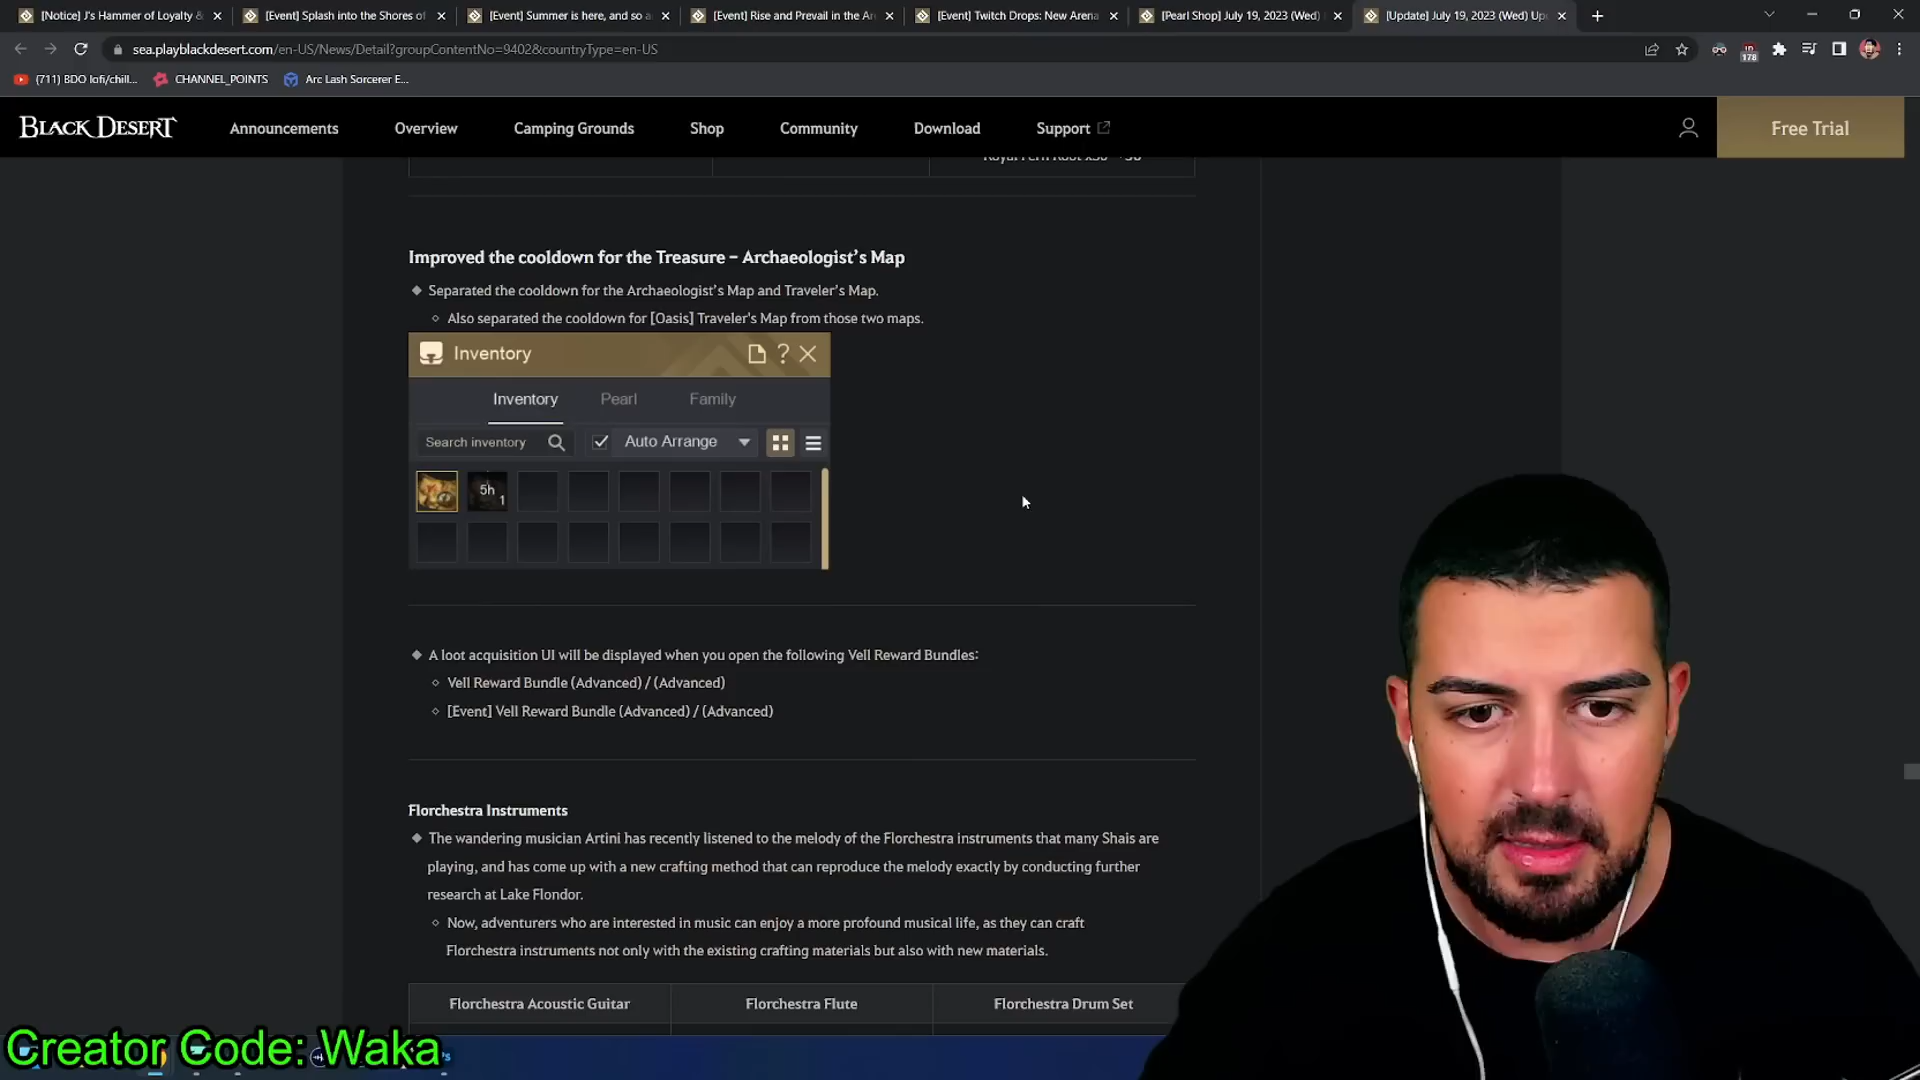 [Notice] J's Hammer of Loyalty &
[Event] Splash into the Shores of
[Event] Summer is here, and so a
[Event] Rise and Prevail in the Ar
[Event] Twitch Drops: New Arena
[Pearl Shop] July 19, 2023 (Wed)
[Update] July 19, 2023 (Wed) Up
sea.playblackdesert.com/en-US/News/Detail?groupContentNo=9402&countryType=en-US
178
(711) BDO lofi/chill...
CHANNEL_POINTS
Arc Lash Sorcerer E...
BLACK DESERT
Announcements
Overview
Camping Grounds
Shop
Community
Download
Support
Free Trial
Improved the cooldown for the Treasure – Archaeologist's Map
Separated the cooldown for the Archaeologist's Map and Traveler's Map.
Also separated the cooldown for [Oasis] Traveler's Map from those two maps.
Inventory
?
Inventory Pearl Family
Search inventory
Auto Arrange
5h
1
A loot acquisition UI will be displayed when you open the following Vell Reward Bundles:
Vell Reward Bundle (Advanced) / (Advanced)
[Event] Vell Reward Bundle (Advanced) / (Advanced)
Florchestra Instruments
The wandering musician Artini has recently listened to the melody of the Florchestra instruments that many Shais are
playing, and has come up with a new crafting method that can reproduce the melody exactly by conducting further
research at Lake Flondor.
Now, adventurers who are interested in music can enjoy a more profound musical life, as they can craft
Florchestra instruments not only with the existing crafting materials but also with new materials.
Florchestra Acoustic Guitar
Florchestra Flute
Florchestra Drum Set
Creator Code: Waka